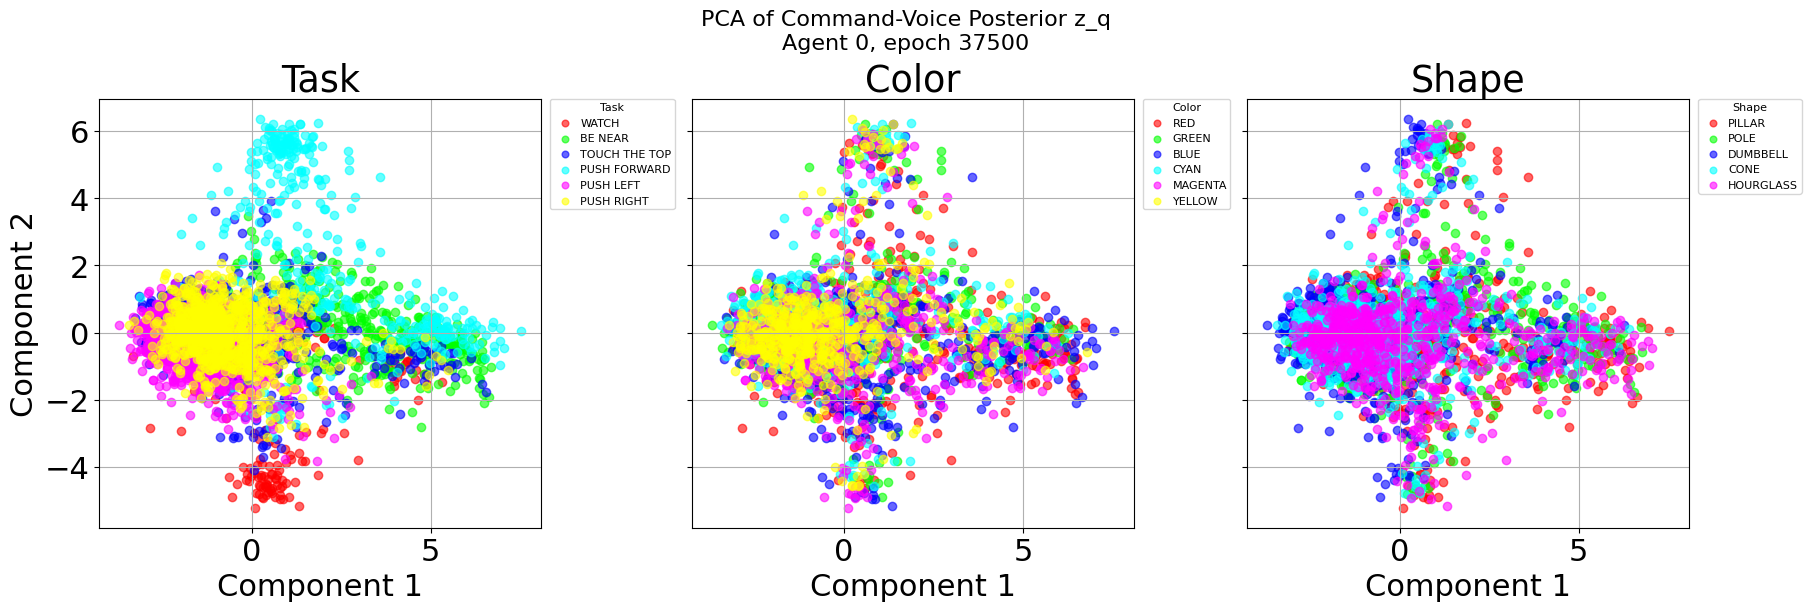 PCA of Command-Voice Posterior z_q
Agent 0, epoch 37500
Task
Color
Shape
Component 2
6
4
2
0
−2
−4
0
5
Component 1
Task
WATCH
BE NEAR
TOUCH THE TOP
PUSH FORWARD
PUSH LEFT
PUSH RIGHT
0
5
Component 1
Color
RED
GREEN
BLUE
CYAN
MAGENTA
YELLOW
0
5
Component 1
Shape
PILLAR
POLE
DUMBBELL
CONE
HOURGLASS